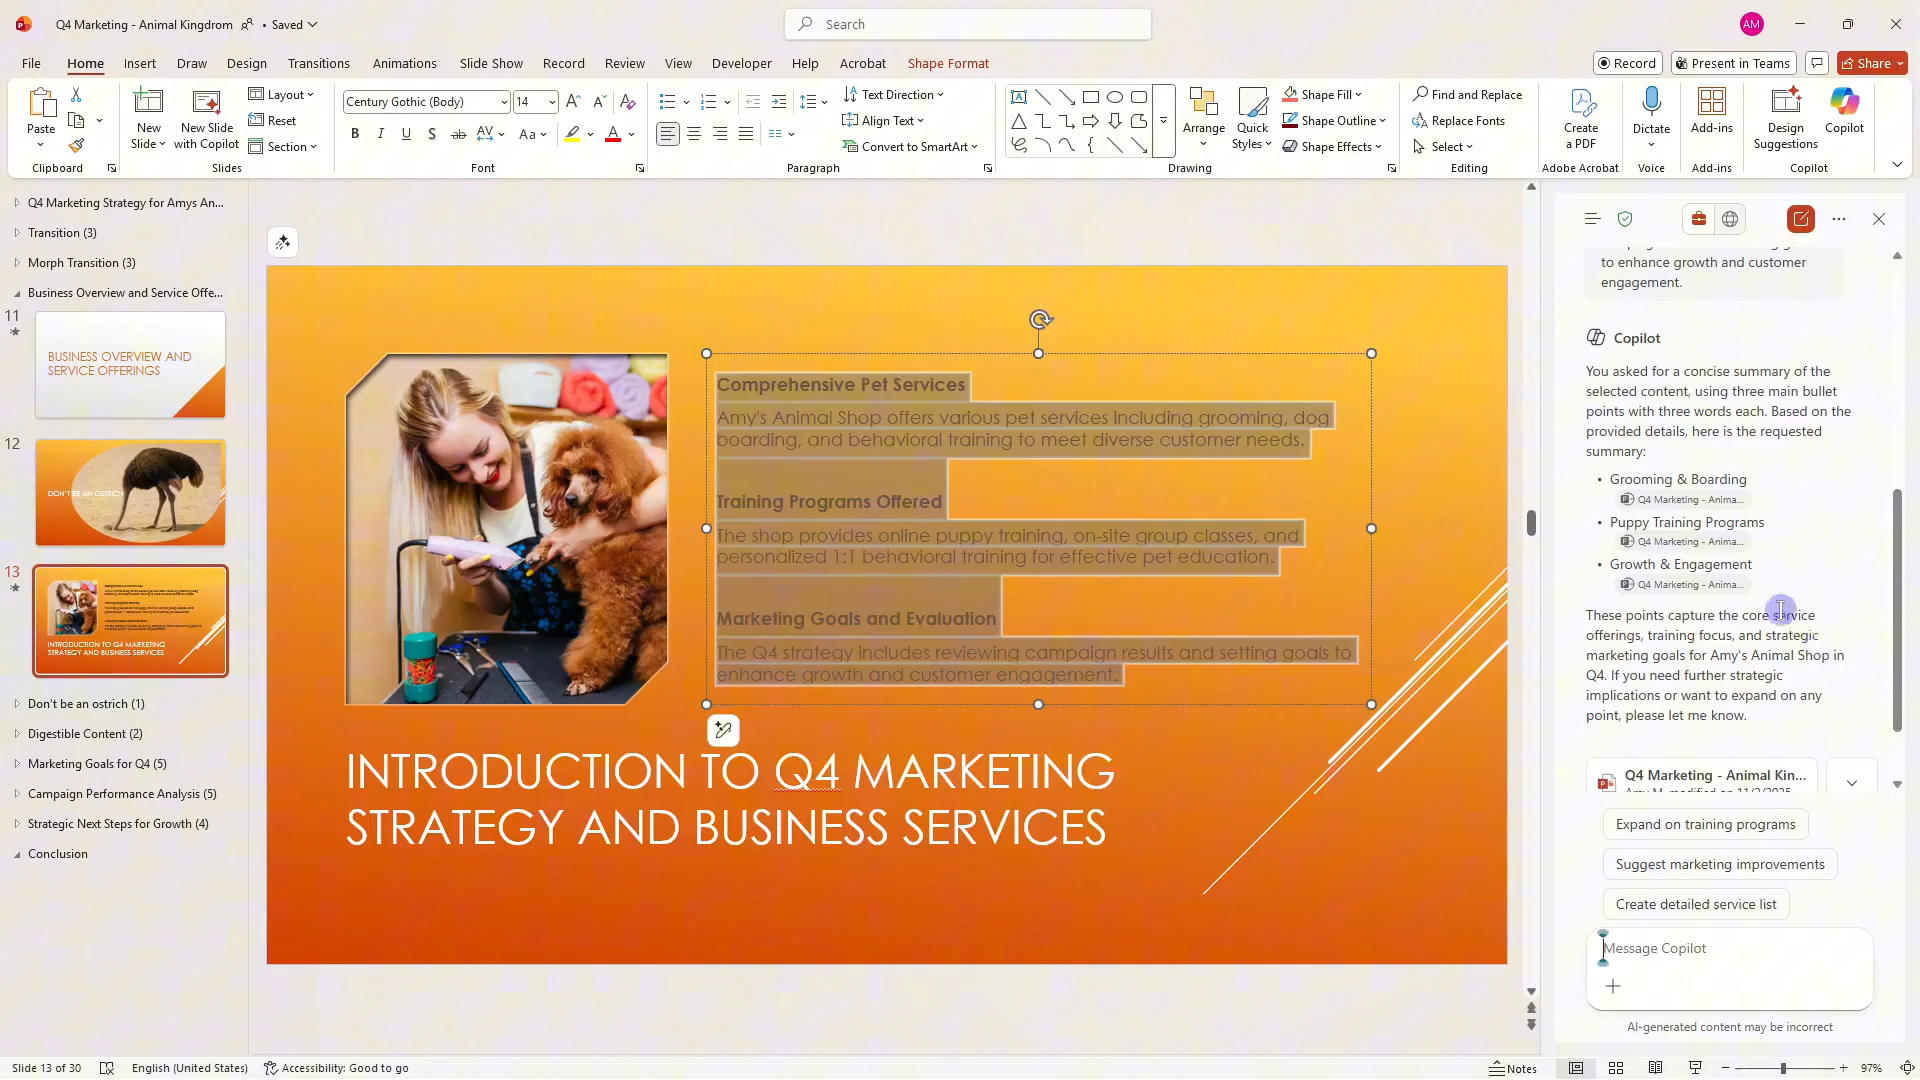 Q4 Marketing - Animal Kingdrom
• Saved
Search
AM
File
Home
Insert
Draw
Design
Transitions
Animations
Slide Show
Record
Review
View
Developer
Help
Acrobat
Shape Format
Record
Present in Teams
Share
Paste
Clipboard
New
Slide
New Slide
with Copilot
Layout
Reset
Section
Slides
Century Gothic (Body)
14
Font
Paragraph
Text Direction
Align Text
Convert to SmartArt
Arrange
Quick
Styles
Shape Fill
Shape Outline
Shape Effects
Drawing
Find and Replace
Replace Fonts
Select
Editing
Create
a PDF
Adobe Acrobat
Dictate
Voice
Add-ins
Add-ins
Design
Suggestions
Copilot
Copilot
Q4 Marketing Strategy for Amys An...
Transition (3)
Morph Transition (3)
Business Overview and Service Offe...
11
BUSINESS OVERVIEW AND
SERVICE OFFERINGS
12
DON'T BE AN OSTRICH
13
INTRODUCTION TO Q4 MARKETING
STRATEGY AND BUSINESS SERVICES
Don't be an ostrich (1)
Digestible Content (2)
Marketing Goals for Q4 (5)
Campaign Performance Analysis (5)
Strategic Next Steps for Growth (4)
Conclusion
Comprehensive Pet Services
Amy's Animal Shop offers various pet services including grooming, dog
boarding, and behavioral training to meet diverse customer needs.
Training Programs Offered
The shop provides online puppy training, on-site group classes, and
personalized 1:1 behavioral training for effective pet education.
Marketing Goals and Evaluation
The Q4 strategy includes reviewing campaign results and setting goals to
enhance growth and customer engagement.
INTRODUCTION TO Q4 MARKETING
STRATEGY AND BUSINESS SERVICES
to enhance growth and customer
engagement.
Copilot
You asked for a concise summary of the
selected content, using three main bullet
points with three words each. Based on the
provided details, here is the requested
summary:
• Grooming & Boarding
Q4 Marketing - Anima...
• Puppy Training Programs
Q4 Marketing - Anima...
• Growth & Engagement
Q4 Marketing - Anima...
These points capture the core service
offerings, training focus, and strategic
marketing goals for Amy's Animal Shop in
Q4. If you need further strategic
implications or want to expand on any
point, please let me know.
Q4 Marketing - Animal Kin...
Expand on training programs
Suggest marketing improvements
Create detailed service list
Message Copilot
AI-generated content may be incorrect
Slide 13 of 30
English (United States)
Accessibility: Good to go
Notes
97%